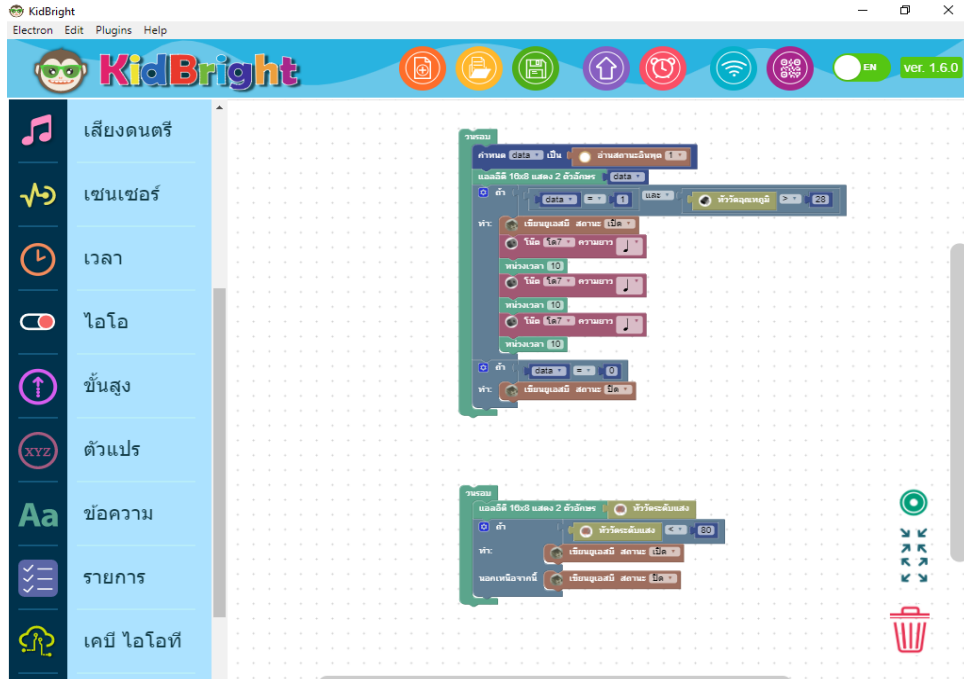 KidBright
Electron Edit Plugins Help
KidBright
EN
ver. 1.6.0
เสียงดนตรี
เซนเซอร์
เวลา
ไอโอ
ขั้นสูง
XYZ ตัวแปร
Aa ข้อความ
รายการ
เคบี ไอโอที
วนรอบ
กำหนด data เป็น อ่านสถานะอินพุต 1
แอลอีดี 16x8 แสดง 2 ตัวอักษร data
ถ้า data = 1 และ หัววัดอุณหภูมิ > 28
ทำ: เขียนยูเอสบี สถานะ เปิด
โน๊ต โด7 ความยาว ♩
หน่วงเวลา 10
โน๊ต โด7 ความยาว ♩
หน่วงเวลา 10
โน๊ต โด7 ความยาว ♩
หน่วงเวลา 10
ถ้า data = 0
ทำ: เขียนยูเอสบี สถานะ ปิด
วนรอบ
แอลอีดี 16x8 แสดง 2 ตัวอักษร หัววัดระดับแสง
ถ้า หัววัดระดับแสง < 80
ทำ: เขียนยูเอสบี สถานะ เปิด
นอกเหนือจากนี้ เขียนยูเอสบี สถานะ ปิด